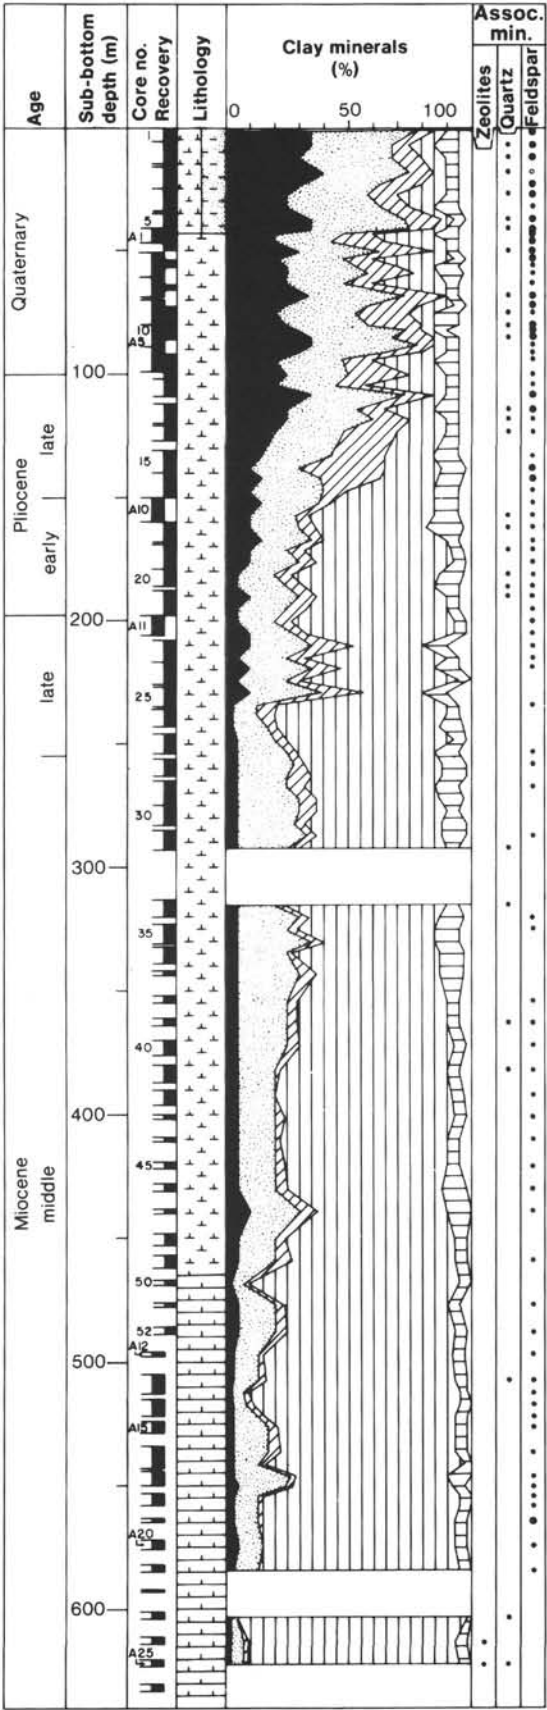 Assoc.
min.
Age
Sub-bottom
depth (m)
Core no.
Recovery
Lithology
Clay minerals
(%)
Zeolites
Quartz
Feldspar
0 50 100
1
5
A1
10
A5
100
15
A10
20
200
A11
25
30
300
35
40
400
45
50
52
500
A12
A15
A20
600
A25
Quaternary
Pliocene
late
early
Miocene
late
middle